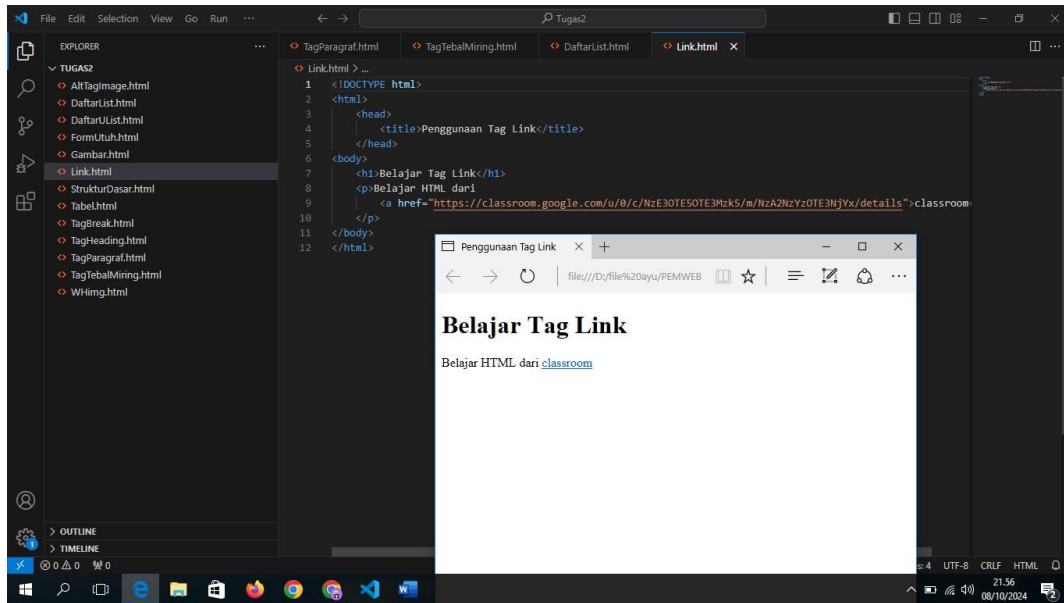 File Edit Selection View Go Run ···
Tugas2
EXPLORER ···
TUGAS2
AltTagImage.html
DaftarList.html
DaftarUList.html
FormUtuh.html
Gambar.html
Link.html
StrukturDasar.html
Tabel.html
TagBreak.html
TagHeading.html
TagParagraf.html
TagTebalMiring.html
WHimg.html
OUTLINE
TIMELINE
TagParagraf.html TagTebalMiring.html DaftarList.html Link.html
Link.html > ...
1 <!DOCTYPE html>
2 <html>
3 <head>
4 <title>Penggunaan Tag Link</title>
5 </head>
6 <body>
7 <h1>Belajar Tag Link</h1>
8 <p>Belajar HTML dari
9 <a href="https://classroom.google.com/u/0/c/NzE3OTE5OTE3Mzk5/m/NzA2NzYzOTE3NjYx/details">classroom<
10 </p>
11 </body>
12 </html>
Penggunaan Tag Link
file:///D:/file%20ayu/PEMWEB
Belajar Tag Link
Belajar HTML dari classroom
0 0 0
s: 4 UTF-8 CRLF HTML
21.56
08/10/2024